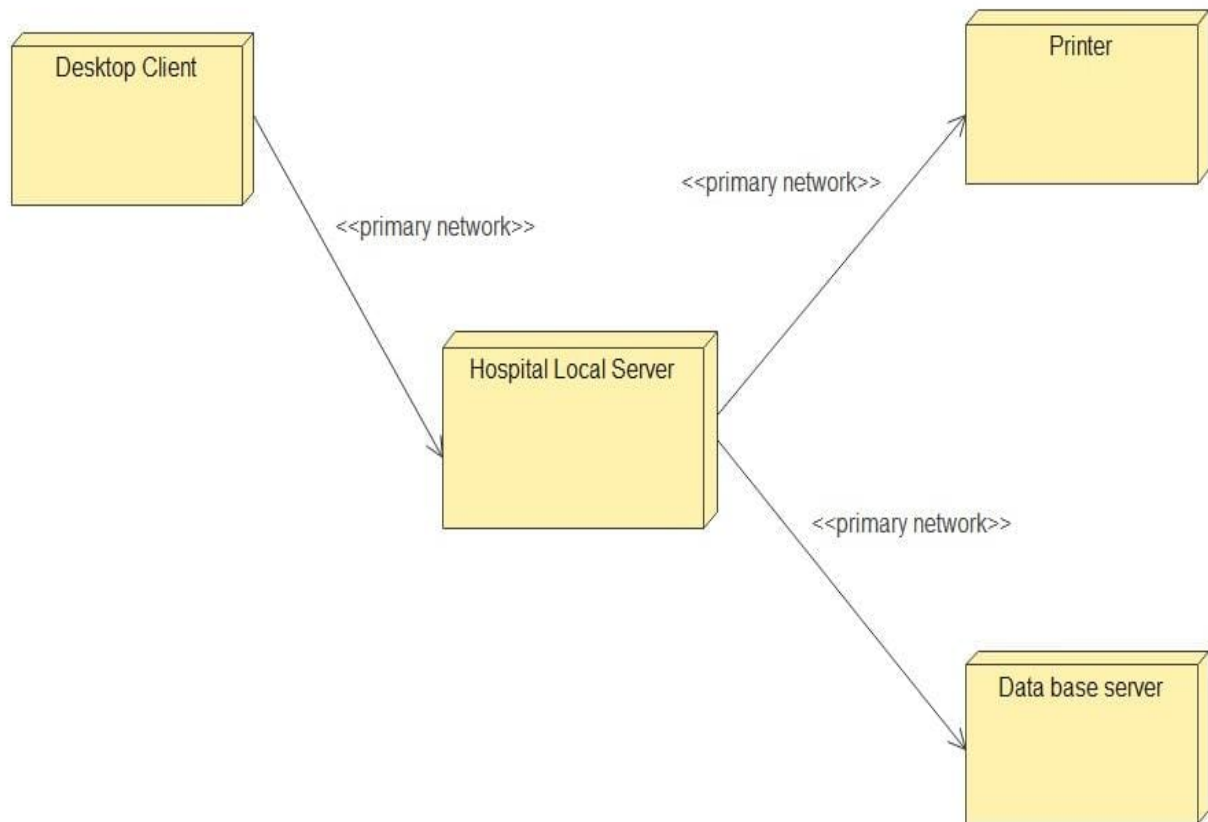 Desktop Client
Printer
<<primary network>>
<<primary network>>
Hospital Local Server
<<primary network>>
Data base server